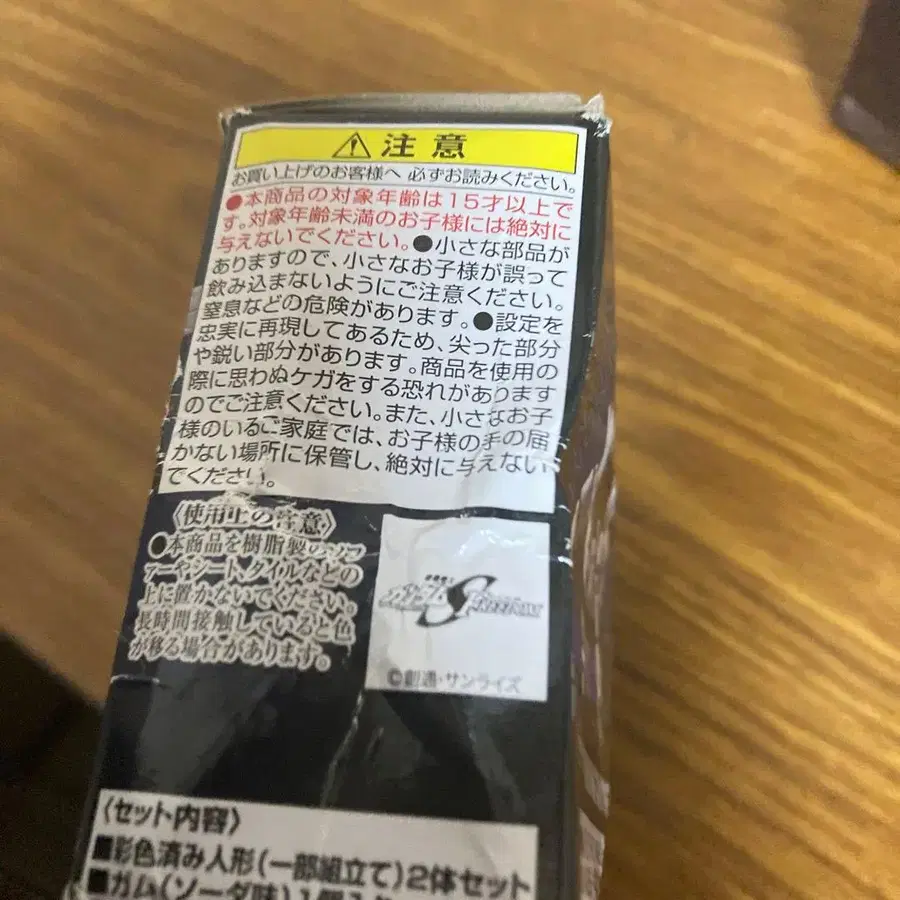 ⚠注意
お買い上げのお客様へ 必ずお読みください。
●本商品の対象年齢は15才以上で
す。対象年齢未満のお子様には絶対に
与えないでください。●小さな部品が
ありますので、小さなお子様が誤って
飲み込まないようにご注意ください。
窒息などの危険があります。●設定を
忠実に再現してあるため、尖った部分
や鋭い部分があります。商品を使用の
際に思わぬケガをする恐れがあります
のでご注意ください。また、小さなお子
様のいるご家庭では、お子様の手の届
かない場所に保管し、絶対に与えない
でください。
〈使用上の注意〉
●本商品を樹脂製のソフ
ァーやシート、タイルなどの
上に置かないでください。
長時間接触していると色
が移る場合があります。
ガンダムSEED FREEDOM
©創通・サンライズ
〈セット内容〉
■彩色済み人形(一部組立て)2体セット
■ガム(ソーダ味)1個入り